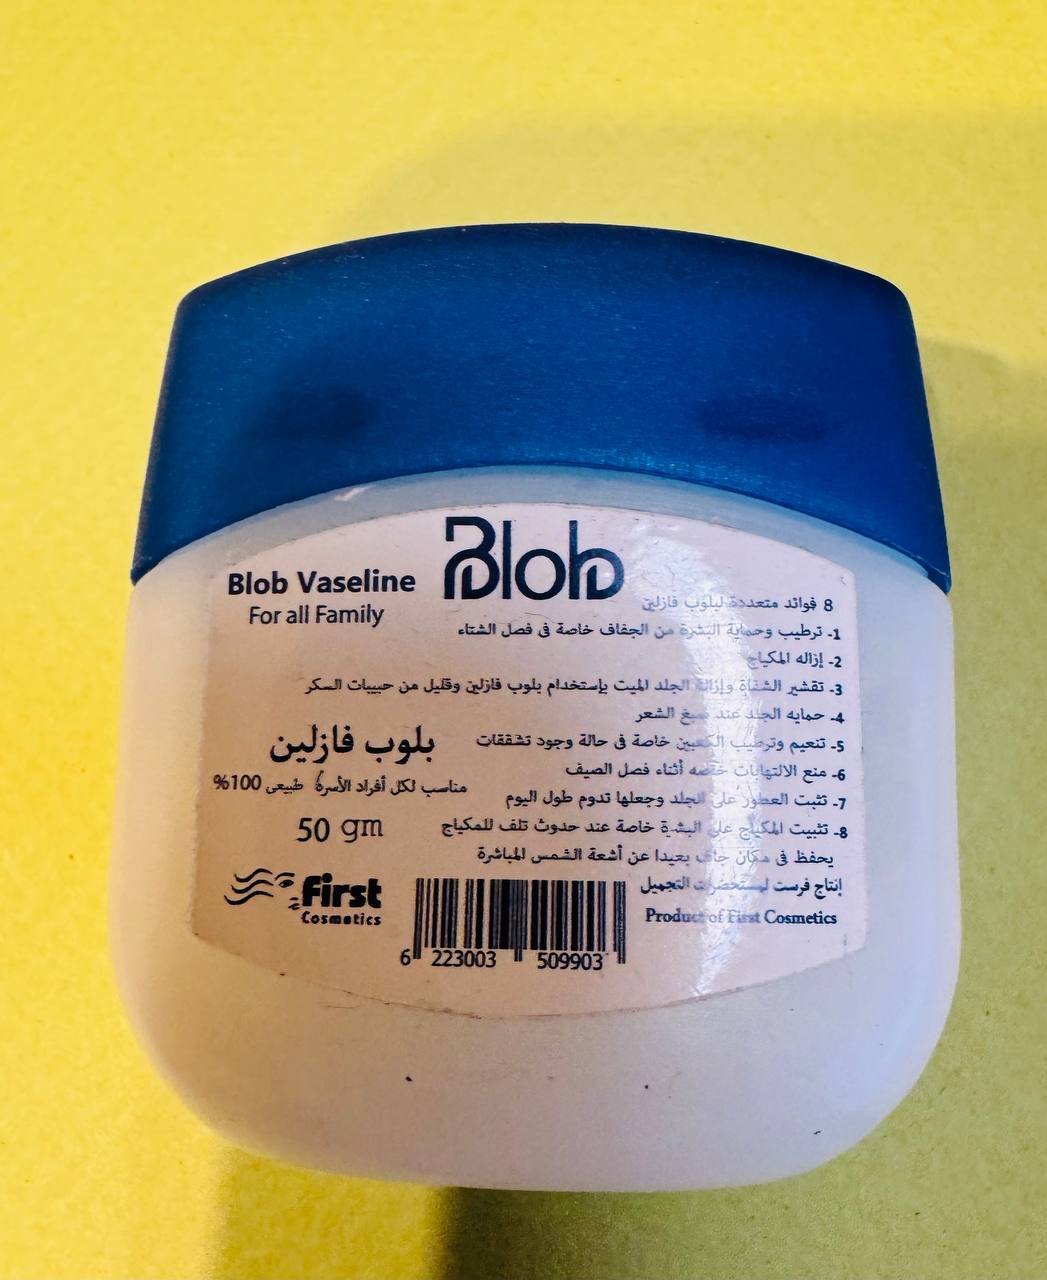 Blob
Blob Vaseline
For all Family
8 فوائد متعددة لبلوب فازلين
1- ترطيب وحماية البشرة من الجفاف خاصة فى فصل الشتاء
2- إزاله المكياج
3- تقشير الشفاة وإزالة الجلد الميت بإستخدام بلوب فازلين وقليل من حبيبات السكر
4- حمايه الجلد عند صبغ الشعر
5- تنعيم وترطيب الكعبين خاصة فى حالة وجود تشققات
6- منع الالتهابات خاصه أثناء فصل الصيف
7- تثبت العطور على الجلد وجعلها تدوم طول اليوم
8- تثبيت المكياج على البشرة خاصة عند حدوث تلف للمكياج
يحفظ فى مكان جاف بعيدا عن أشعة الشمس المباشرة
إنتاج فرست لمستحضرات التجميل
Product of First Cosmetics
بلوب فازلين
مناسب لكل أفراد الأسرة طبيعى 100%
50 gm
First
Cosmetics
6 223003 509903